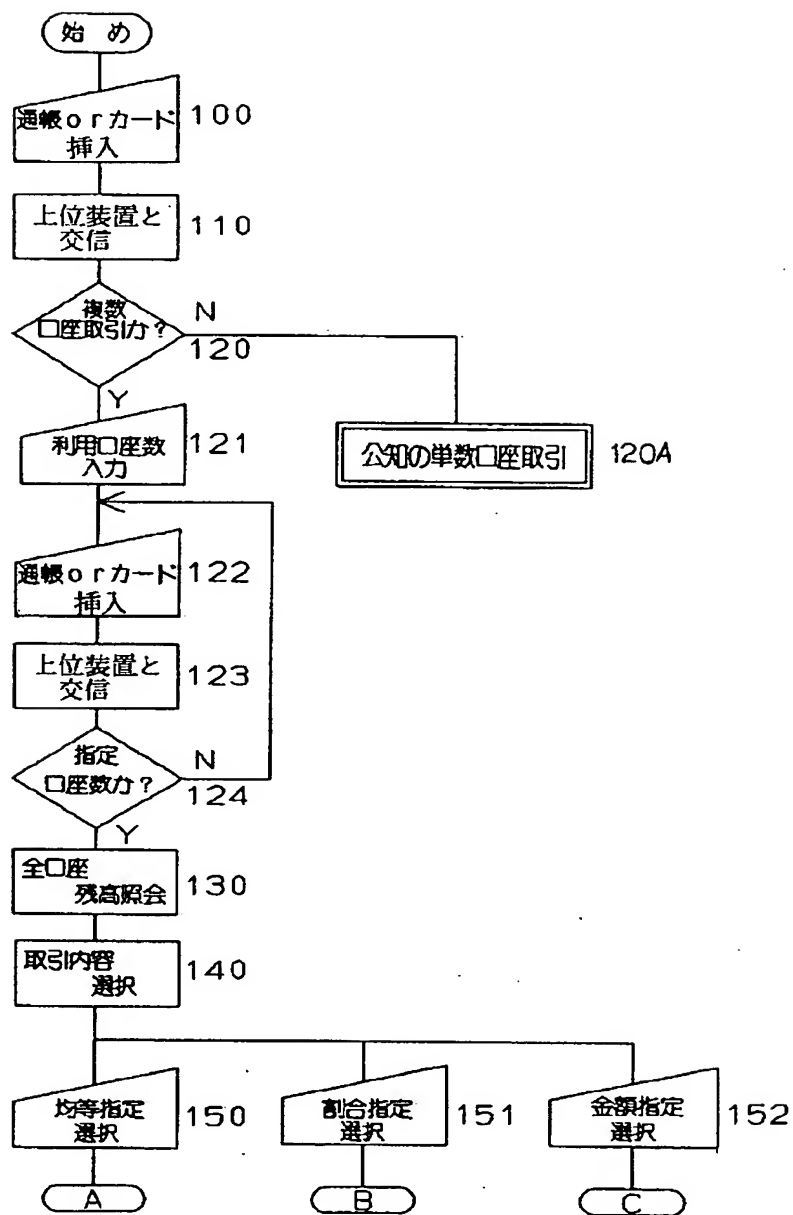 始 め
通帳orカード
挿入
100
上位装置と
交信
110
複数
口座取引か?
N
120
Y
利用口座数
入力
121
公知の単数口座取引
120A
通帳orカード
挿入
122
上位装置と
交信
123
指定
口座数か?
N
124
Y
全口座
残高照会
130
取引内容
選択
140
均等指定
選択
150
割合指定
選択
151
金額指定
選択
152
A
B
C